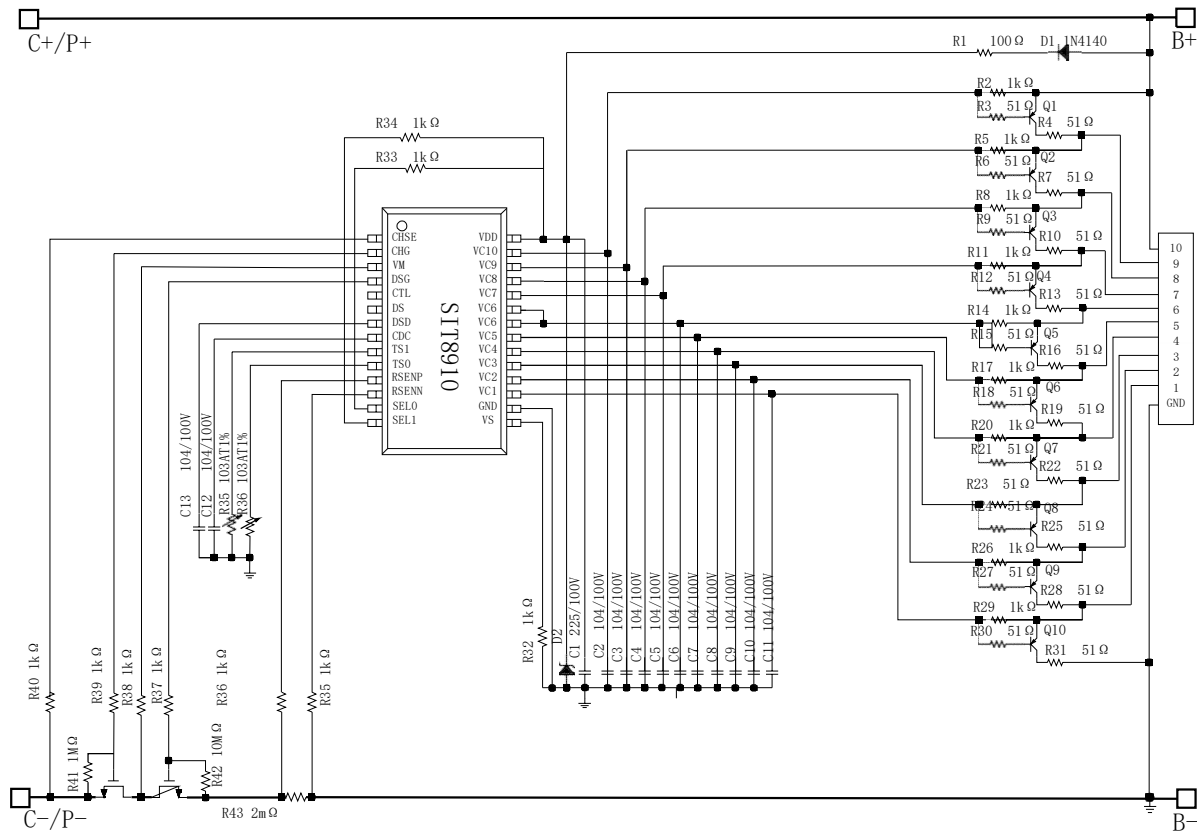 C+/P+
B+
R1 100Ω D1 1N4140
R2 1kΩ
R3 51Ω Q1
R4 51Ω
R5 1kΩ
R6 51Ω Q2
R7 51Ω
R8 1kΩ
R9 51Ω Q3
R10 51Ω
R11 1kΩ
R12 51Ω Q4
R13 51Ω
R14 1kΩ
R15 51Ω Q5
R16 51Ω
R17 1kΩ
R18 51Ω Q6
R19 51Ω
R20 1kΩ
R21 51Ω Q7
R22 51Ω
R23 51Ω
R24 51Ω Q8
R25 51Ω
R26 1kΩ
R27 51Ω Q9
R28 51Ω
R29 1kΩ
R30 51Ω Q10
R31 51Ω
10
9
8
7
6
5
4
3
2
1
GND
R34 1kΩ
R33 1kΩ
SIT8910
CHSE
CHG
VM
DSG
CTL
DS
DSD
CDC
TS1
TS0
RSENP
RSENN
SEL0
SEL1
VDD
VC10
VC9
VC8
VC7
VC6
VC6
VC5
VC4
VC3
VC2
VC1
GND
VS
C13 104/100V
C12 104/100V
R35 103AT1%
R36 103AT1%
R32 1kΩ
D2
C1 225/100V
C2 104/100V
C3 104/100V
C4 104/100V
C5 104/100V
C6 104/100V
C7 104/100V
C8 104/100V
C9 104/100V
C10 104/100V
C11 104/100V
R40 1kΩ
R39 1kΩ
R38 1kΩ
R37 1kΩ
R36 1kΩ
R35 1kΩ
R41 1MΩ
R42 10MΩ
R43 2mΩ
C-/P-
B-